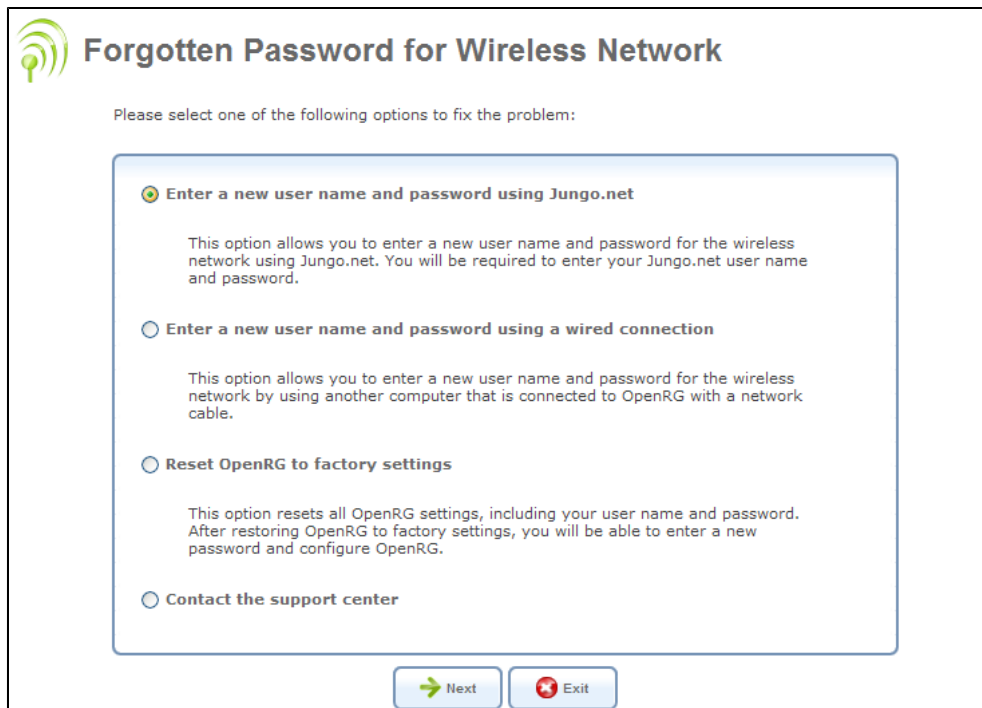 Forgotten Password for Wireless Network
Please select one of the following options to fix the problem:
Enter a new user name and password using Jungo.net
This option allows you to enter a new user name and password for the wireless
network using Jungo.net. You will be required to enter your Jungo.net user name
and password.
Enter a new user name and password using a wired connection
This option allows you to enter a new user name and password for the wireless
network by using another computer that is connected to OpenRG with a network
cable.
Reset OpenRG to factory settings
This option resets all OpenRG settings, including your user name and password.
After restoring OpenRG to factory settings, you will be able to enter a new
password and configure OpenRG.
Contact the support center
Next
Exit